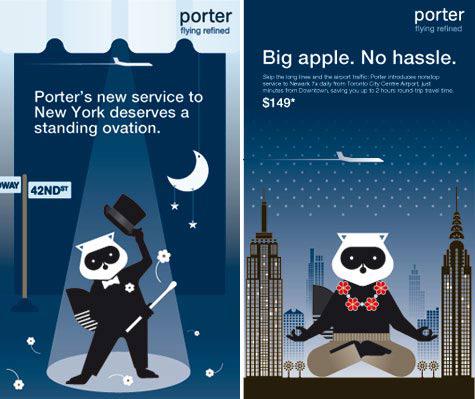 porter
flying refined
Porter's new service to
New York deserves a
standing ovation.
WAY
42ND ST
porter
flying refined
Big apple. No hassle.
Skip the long lines and the airport traffic: Porter introduces nonstop
service to Newark 7x daily from Toronto City Centre Airport, just
minutes from Downtown, saving you up to 2 hours round-trip travel time.
$149*